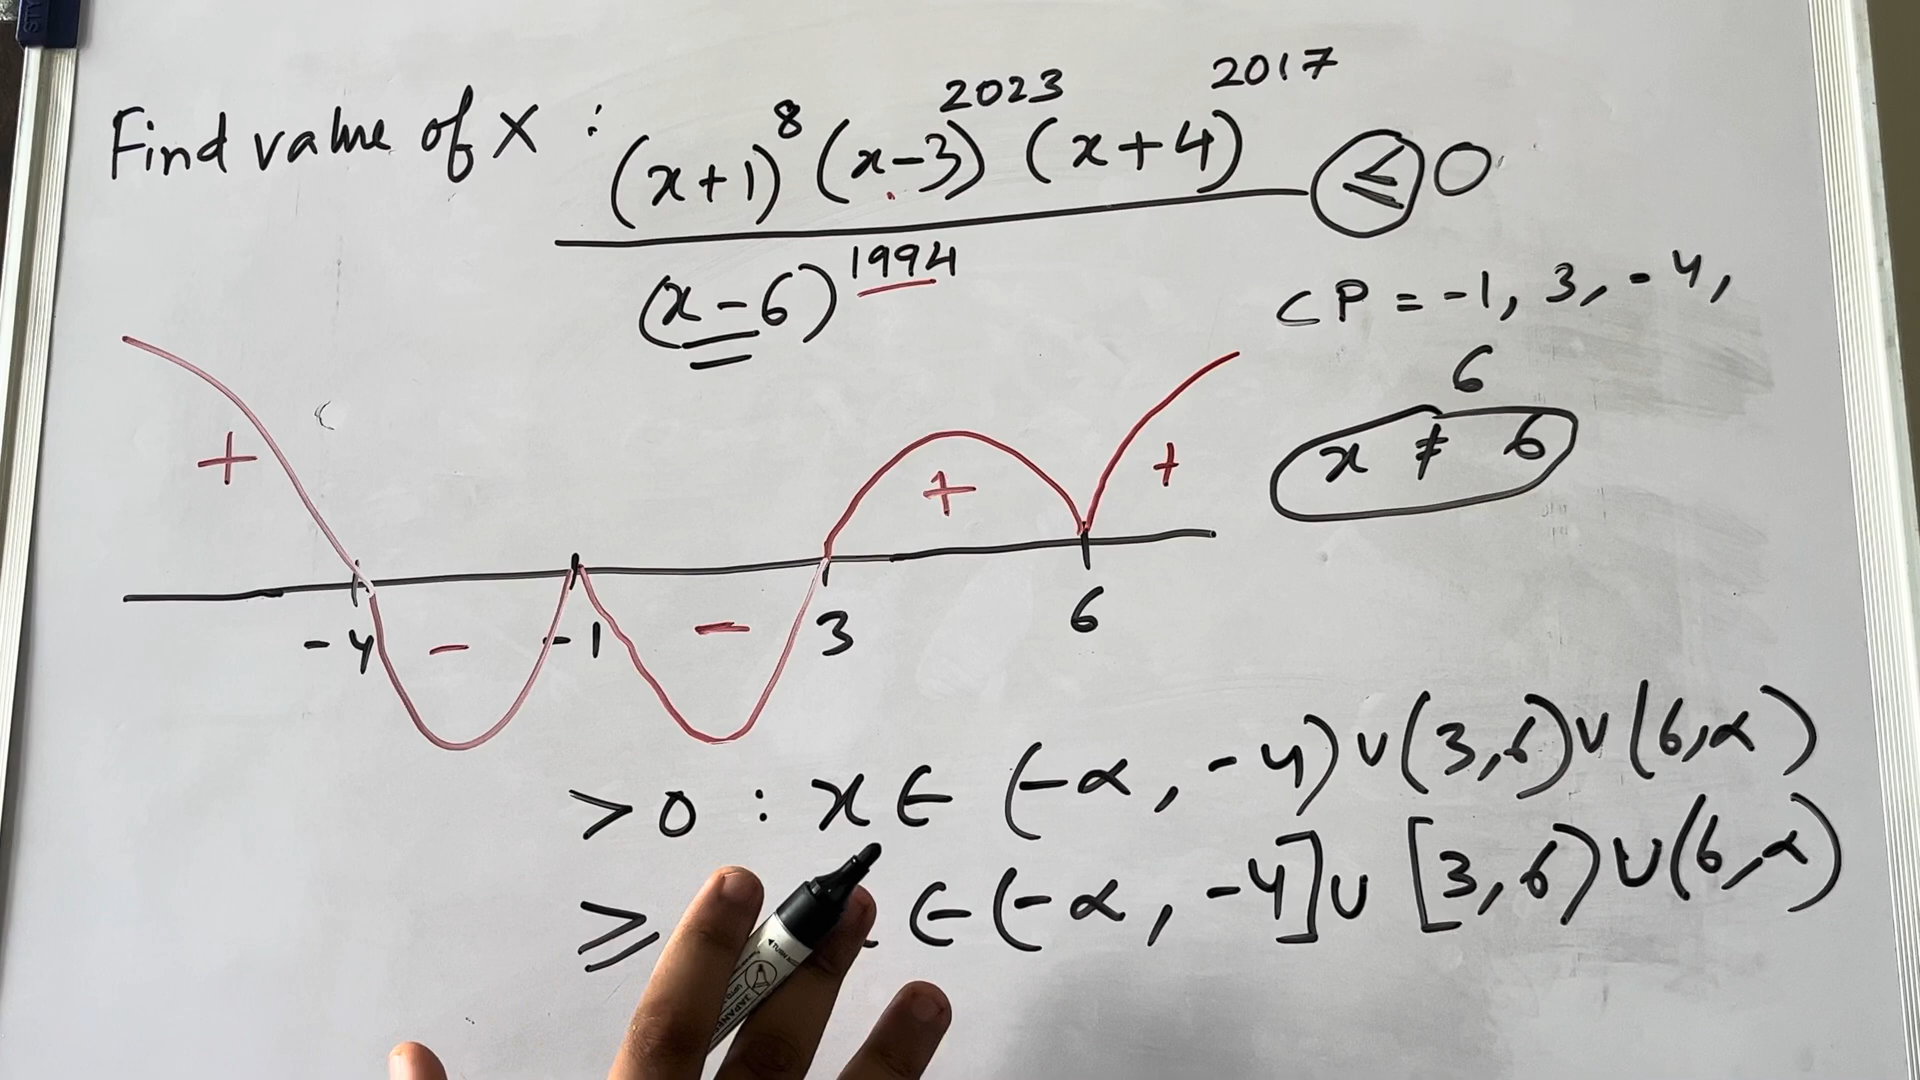 Find value of x : (x+1)^8 (x-3)^2023 (x+4)^2017 ≤ 0
(x-6)^1994
CP = -1, 3, -4,
6
x ≠ 6
+ + +
- -
-4 -1 3 6
>0 : x ∈ (-α, -4) ∪ (3,6) ∪ (6,α)
≥ ∈ (-α, -4] ∪ [3,6) ∪ (6,α)